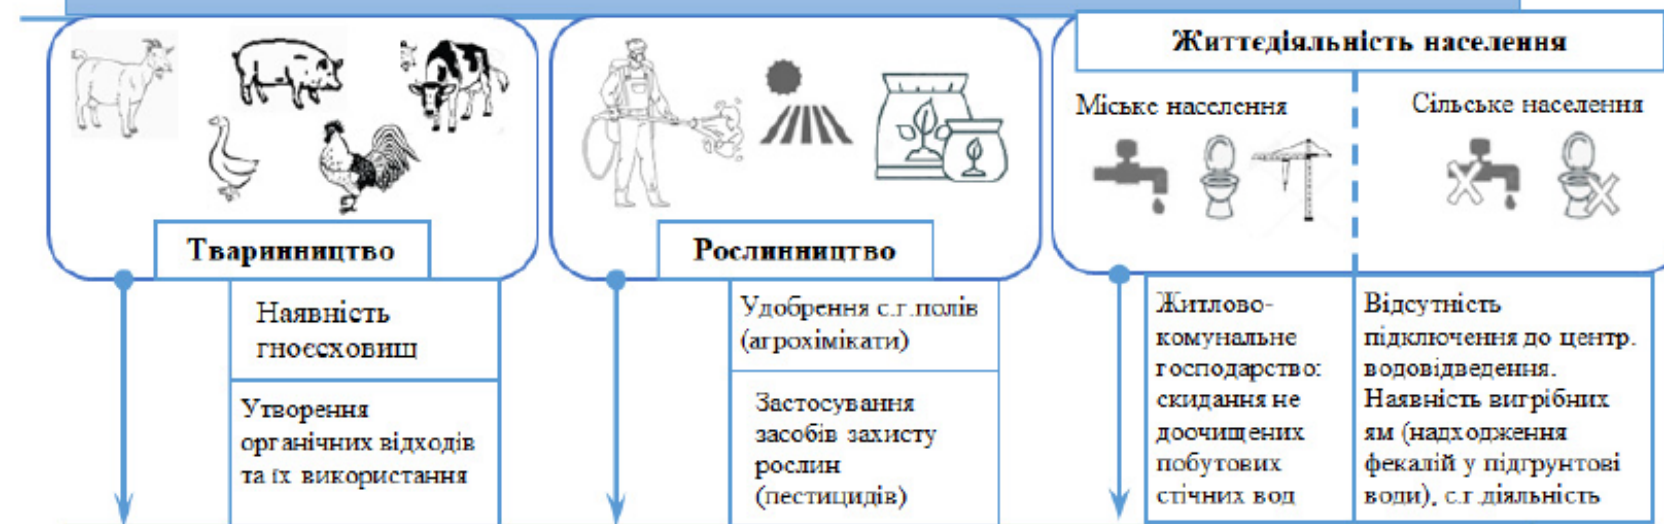 Тваринництво
Наявність
гноєсховищ
Утворення
органічних відходів
та їх використання
Рослинництво
Удобрення с.г.полів
(агрохімікати)
Застосування
засобів захисту
рослин
(пестицидів)
Життєдіяльність населення
Міське населення
Сільське населення
Житлово-
комунальне
господарство:
скидання не
доочищених
побутових
стічних вод
Відсутність
підключення до центр.
водовідведення.
Наявність вигрібних
ям (надходження
фекалій у підгрунтові
води), с.г.діяльність